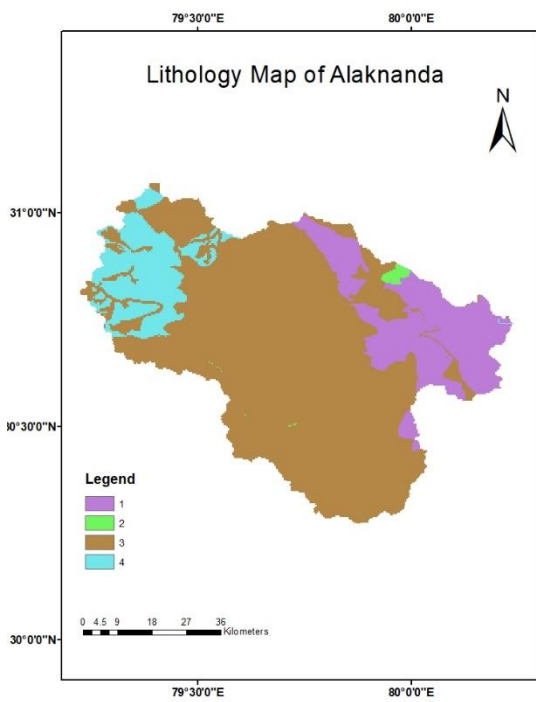 79°30'0"E 80°0'0"E
Lithology Map of Alaknanda
N
31°0'0"N
30°30'0"N
Legend
1
2
3
4
0 4.5 9 18 27 36
Kilometers
30°0'0"N
79°30'0"E 80°0'0"E